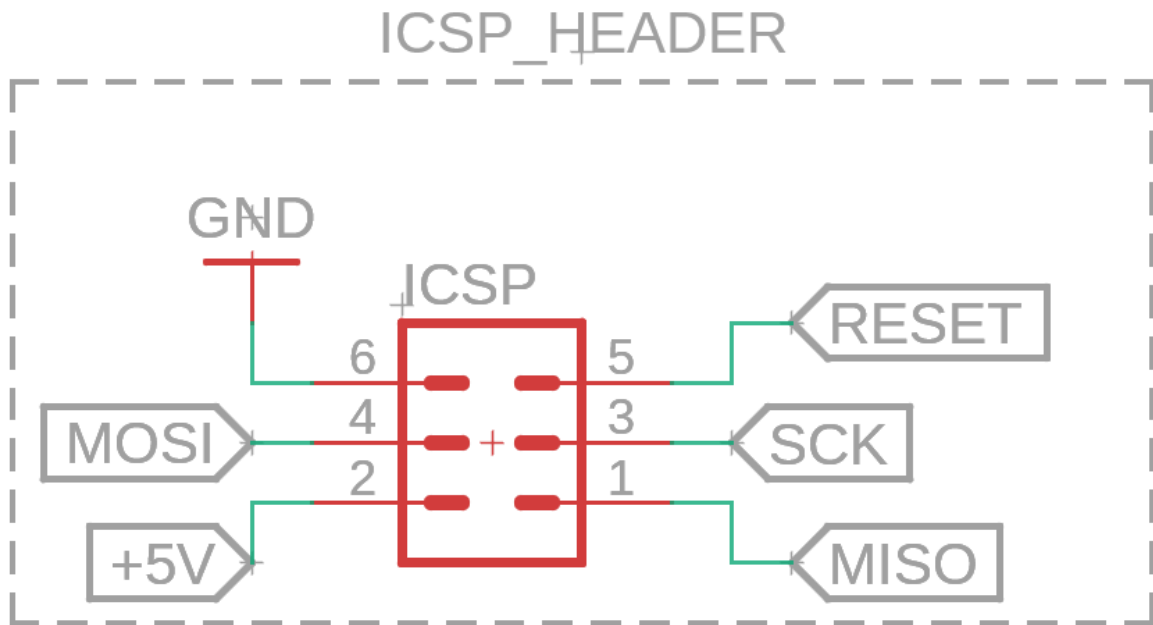 ICSP_HEADER
GND
ICSP
RESET
6
5
MOSI
4
3
SCK
2
1
+5V
MISO